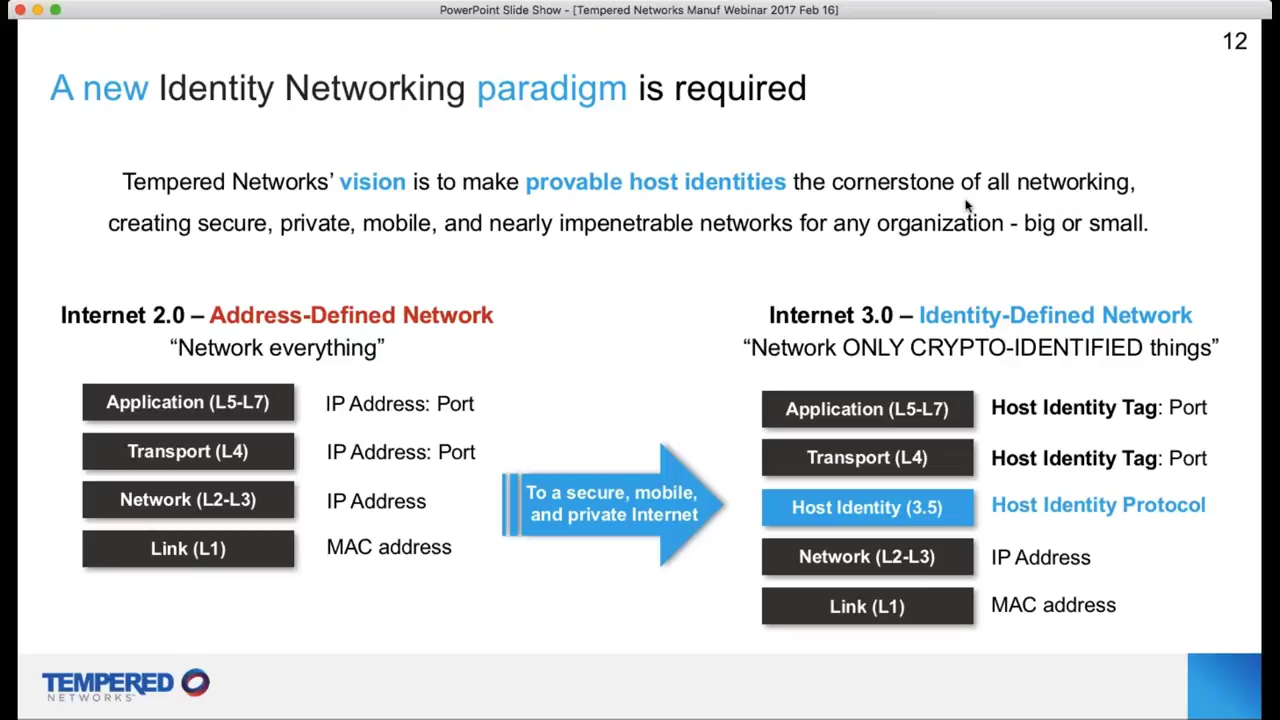 PowerPoint Slide Show - [Tempered Networks Manuf Webinar 2017 Feb 16]
12
A new Identity Networking paradigm is required
Tempered Networks’ vision is to make provable host identities the cornerstone of all networking,
creating secure, private, mobile, and nearly impenetrable networks for any organization - big or small.
Internet 2.0 – Address-Defined Network
“Network everything”
Application (L5-L7) IP Address: Port
Transport (L4) IP Address: Port
Network (L2-L3) IP Address
Link (L1) MAC address
To a secure, mobile,
and private Internet
Internet 3.0 – Identity-Defined Network
“Network ONLY CRYPTO-IDENTIFIED things”
Application (L5-L7) Host Identity Tag: Port
Transport (L4) Host Identity Tag: Port
Host Identity (3.5) Host Identity Protocol
Network (L2-L3) IP Address
Link (L1) MAC address
TEMPERED
NETWORKS